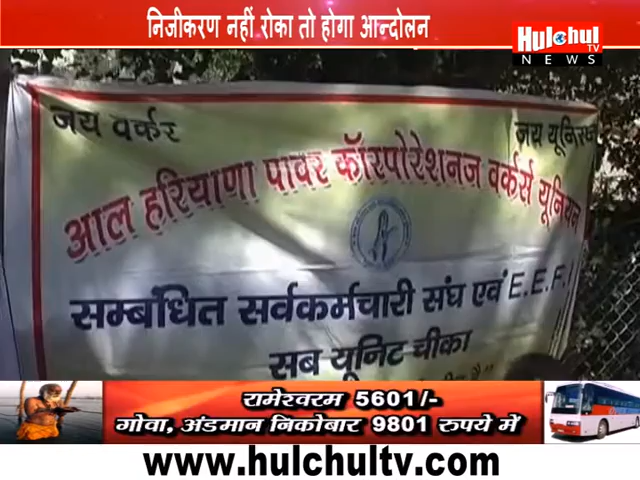 निजीकरण नहीं रोका तो होगा आन्दोलन
Hulchul
TV
NEWS
जय वर्कर
जय यूनियन
आल हरियाणा पावर कॉरपोरेशनज वर्कर्स यूनियन
सम्बंधित सर्वकर्मचारी संघ एवं E.E.F.I
सब यूनिट चीका
रामेश्वरम 5601/-
गोवा, अंडमान निकोबार 9801 रुपये में
www.hulchultv.com